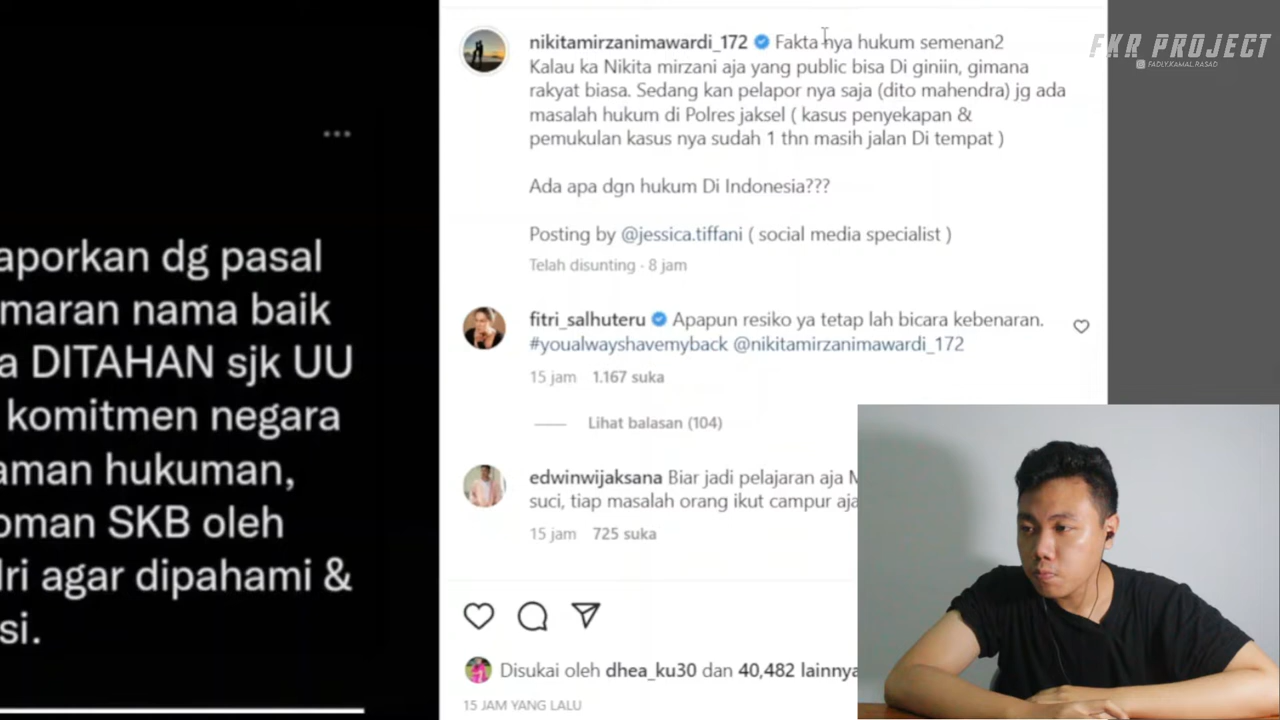 FKR PROJECT
FADLY.KAMAL.RASAD
aporkan dg pasal
maran nama baik
a DITAHAN sjk UU
komitmen negara
aman hukuman,
oman SKB oleh
lri agar dipahami &
si.
nikitamirzanimawardi_172 Fakta nya hukum semenan2
Kalau ka Nikita mirzani aja yang public bisa Di giniin, gimana
rakyat biasa. Sedang kan pelapor nya saja (dito mahendra) jg ada
masalah hukum di Polres jaksel ( kasus penyekapan &
pemukulan kasus nya sudah 1 thn masih jalan Di tempat )
Ada apa dgn hukum Di Indonesia???
Posting by @jessica.tiffani ( social media specialist )
Telah disunting · 8 jam
fitri_salhuteru Apapun resiko ya tetap lah bicara kebenaran.
#youalwayshavemyback @nikitamirzanimawardi_172
15 jam 1.167 suka
Lihat balasan (104)
edwinwijaksana Biar jadi pelajaran aja M
suci, tiap masalah orang ikut campur aja
15 jam 725 suka
Disukai oleh dhea_ku30 dan 40,482 lainnya
15 JAM YANG LALU